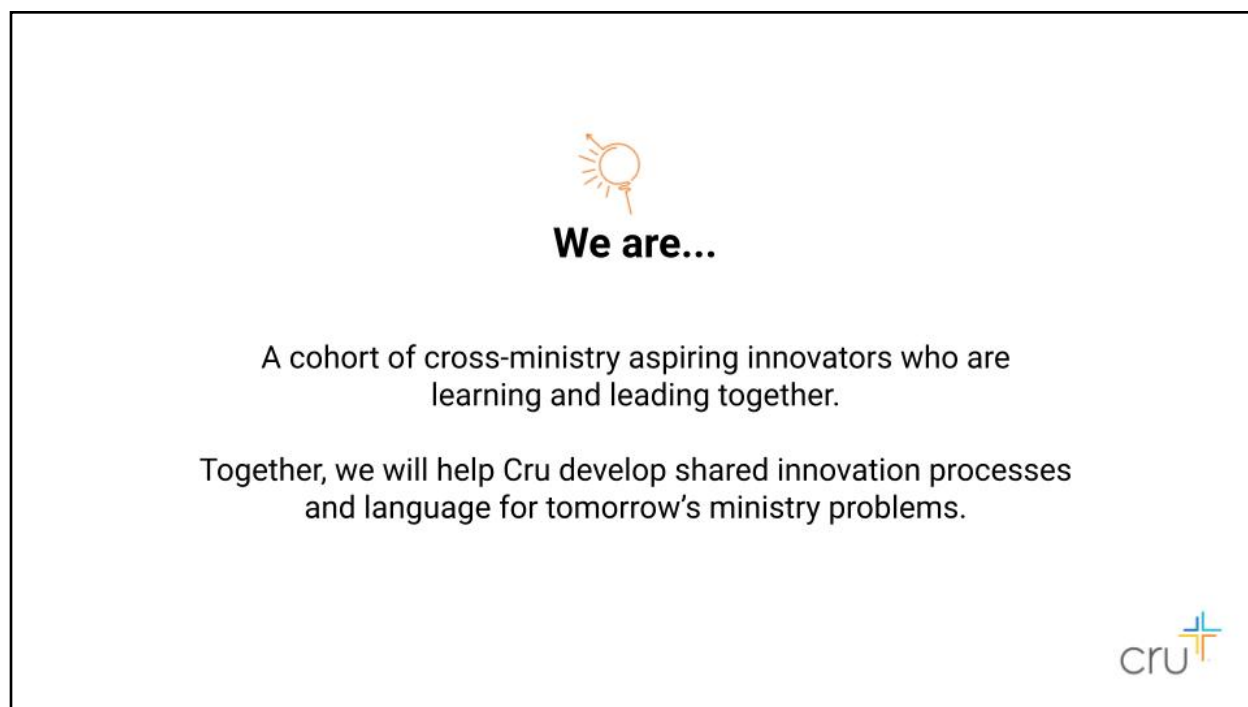 We are...
A cohort of cross-ministry aspiring innovators who are
learning and leading together.
Together, we will help Cru develop shared innovation processes
and language for tomorrow’s ministry problems.
cru